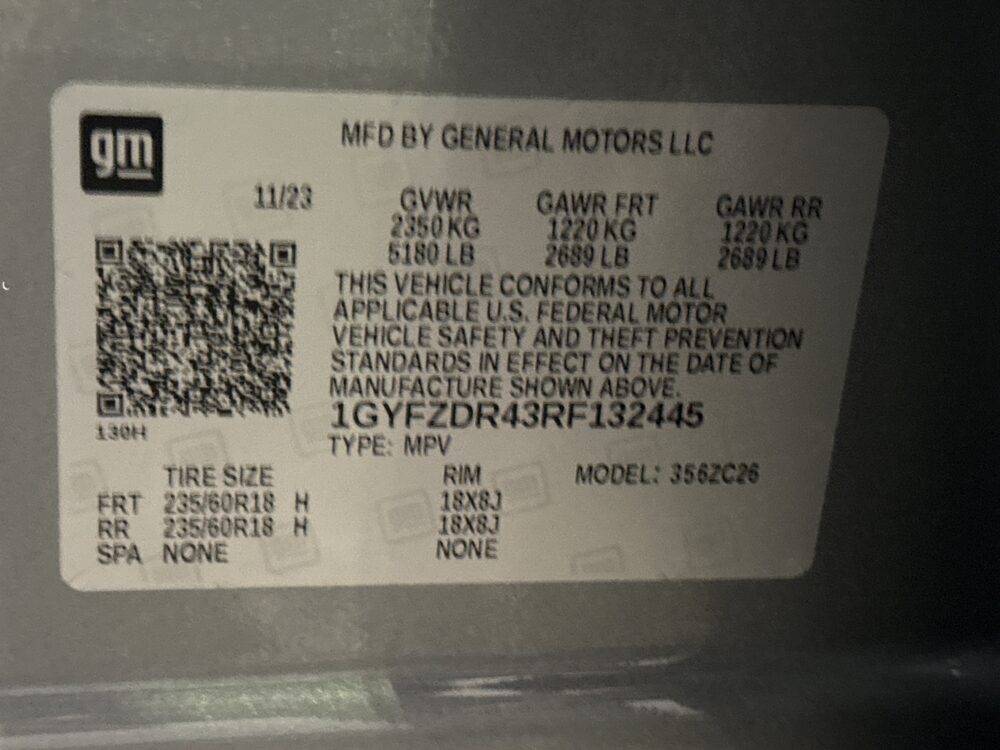 gm
MFD BY GENERAL MOTORS LLC
11/23 GVWR GAWR FRT GAWR RR
2350 KG 1220 KG 1220 KG
5180 LB 2689 LB 2689 LB
THIS VEHICLE CONFORMS TO ALL
APPLICABLE U.S. FEDERAL MOTOR
VEHICLE SAFETY AND THEFT PREVENTION
STANDARDS IN EFFECT ON THE DATE OF
MANUFACTURE SHOWN ABOVE.
1GYFZDR43RF132445
130H
TYPE: MPV
TIRE SIZE RIM MODEL: 356ZC26
FRT 235/60R18 H 18X8J
RR 235/60R18 H 18X8J
SPA NONE NONE